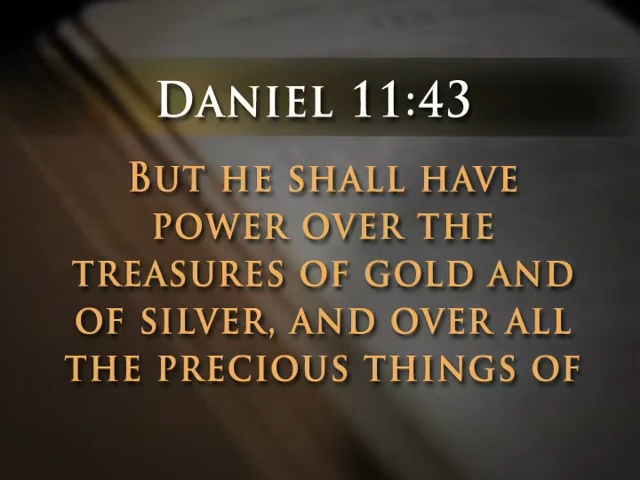 DANIEL 11:43
BUT HE SHALL HAVE
POWER OVER THE
TREASURES OF GOLD AND
OF SILVER, AND OVER ALL
THE PRECIOUS THINGS OF